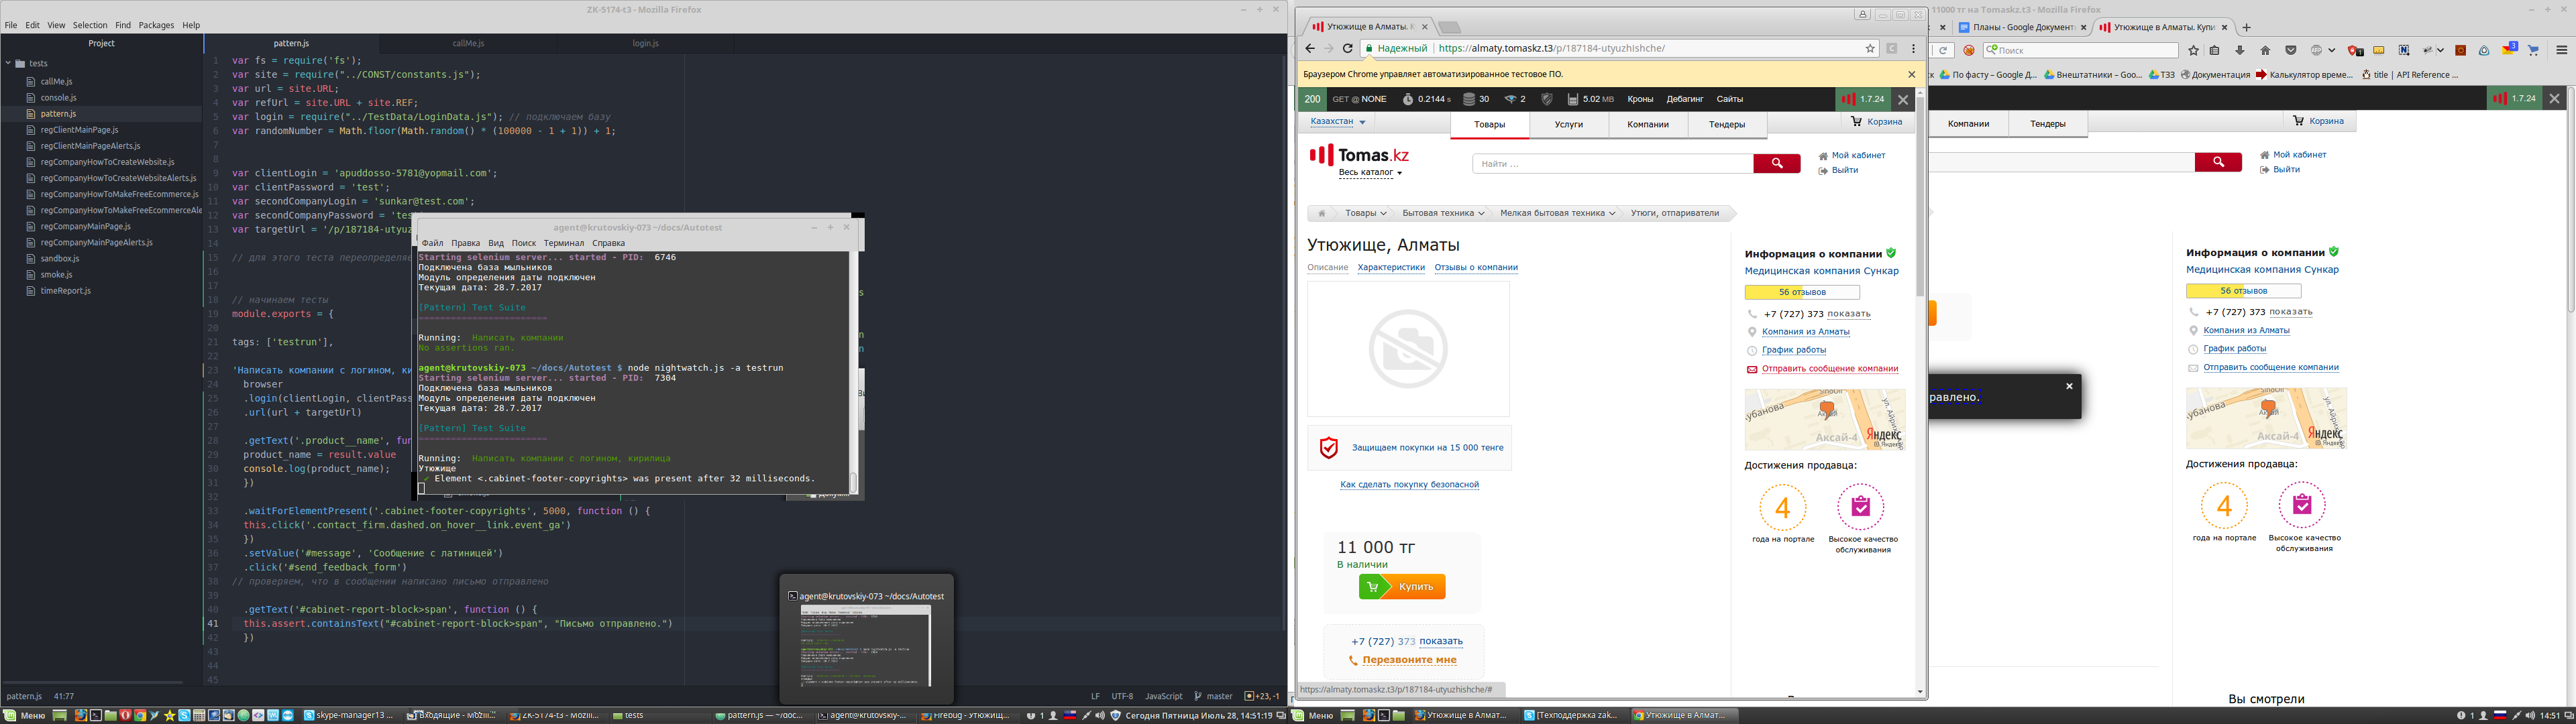 ZK-5174-t3 - Mozilla Firefox
File Edit View Selection Find Packages Help
Project
tests
callMe.js
console.js
pattern.js
regClientMainPage.js
regClientMainPageAlerts.js
regCompanyHowToCreateWebsite.js
regCompanyHowToCreateWebsiteAlerts.js
regCompanyHowToMakeFreeEcommerce.js
regCompanyHowToMakeFreeEcommerceAle
regCompanyMainPage.js
regCompanyMainPageAlerts.js
sandbox.js
smoke.js
timeReport.js
pattern.js callMe.js login.js
1 var fs = require('fs');
2 var site = require("../CONST/constants.js");
3 var url = site.URL;
4 var refUrl = site.URL + site.REF;
5 var login = require("../TestData/LoginData.js"); // подключаем базу
6 var randomNumber = Math.floor(Math.random() * (100000 - 1 + 1)) + 1;
7
8
9 var clientLogin = 'apuddosso-5781@yopmail.com';
10 var clientPassword = 'test';
11 var secondCompanyLogin = 'sunkar@test.com';
12 var secondCompanyPassword = 'tes
13 var targetUrl = '/p/187184-utyuz
14
15 // для этого теста переопределяе
16
17
18 // начинаем тесты
19 module.exports = {
20
21 tags: ['testrun'],
22
23 'Написать компании с логином, ки
24 browser
25 .login(clientLogin, clientPas
26 .url(url + targetUrl)
27
28 .getText('.product__name', fun
29 product_name = result.value
30 console.log(product_name);
31 })
32
33 .waitForElementPresent('.cabinet-footer-copyrights', 5000, function () {
34 this.click('.contact_firm.dashed.on_hover__link.event_ga')
35 })
36 .setValue('#message', 'Сообщение с латиницей')
37 .click('#send_feedback_form')
38 // проверяем, что в сообщении написано письмо отправлено
39
40 .getText('#cabinet-report-block>span', function () {
41 this.assert.containsText("#cabinet-report-block>span", "Письмо отправлено.")
42 })
43
44
45
pattern.js 41:77
LF UTF-8 JavaScript master +23, -1
agent@krutovskiy-073 ~/docs/Autotest
Файл Правка Вид Поиск Терминал Справка
Starting selenium server... started - PID: 6746
Подключена база мыльников
Модуль определения даты подключен
Текущая дата: 28.7.2017
[Pattern] Test Suite
========================
Running: Написать компании
No assertions ran.
agent@krutovskiy-073 ~/docs/Autotest $ node nightwatch.js -a testrun
Starting selenium server... started - PID: 7304
Подключена база мыльников
Модуль определения даты подключен
Текущая дата: 28.7.2017
[Pattern] Test Suite
========================
Running: Написать компании с логином, кирилица
Утюжище
✔ Element <.cabinet-footer-copyrights> was present after 32 milliseconds.
agent@krutovskiy-073 ~/docs/Autotest
Меню
skype-manager13 ...
Входящие - Mozill...
ZK-5174-t3 - Mozill...
tests
pattern.js — ~/doc...
agent@krutovskiy-...
Firebug - Утюжищ...
1
Сегодня Пятница Июль 28, 14:51:19
Утюжище в Алматы. К
Надежный https://almaty.tomaskz.t3/p/187184-utyuzhishche/
Браузером Chrome управляет автоматизированное тестовое ПО.
200 GET @ NONE 0.2144 s 30 2 5.02 MB Кроны Дебагинг Сайты 1.7.24
Казахстан Товары Услуги Компании Тендеры Корзина
Tomas.kz
Весь каталог
Найти ...
Мой кабинет
Выйти
Товары Бытовая техника Мелкая бытовая техника Утюги, отпариватели
Утюжище, Алматы
Описание Характеристики Отзывы о компании
Защищаем покупки на 15 000 тенге
Как сделать покупку безопасной
11 000 тг
В наличии
Купить
+7 (727) 373 показать
Перезвоните мне
https://almaty.tomaskz.t3/p/187184-utyuzhishche/#
Информация о компании
Медицинская компания Сункар
56 отзывов
+7 (727) 373 показать
Компания из Алматы
График работы
Отправить сообщение компании
Аксай-4
Яндекс
Достижения продавца:
4
года на портале
Высокое качество
обслуживания
11000 тг на Tomaskz.t3 - Mozilla Firefox
Планы - Google Документ
Утюжище в Алматы. Купи
Поиск
По фасту – Google Д...
Внештатники – Goo...
ТЗЗ
Документация
Калькулятор време...
title | API Reference ...
1.7.24
Компании Тендеры Корзина
Мой кабинет
Выйти
равлено.
Информация о компании
Медицинская компания Сункар
56 отзывов
+7 (727) 373 показать
Компания из Алматы
График работы
Отправить сообщение компании
Аксай-4
Яндекс
Достижения продавца:
4
года на портале
Высокое качество
обслуживания
Вы смотрели
Меню
Утюжище в Алмат...
[Техподдержка zak...
Утюжище в Алмат...
1
14:51